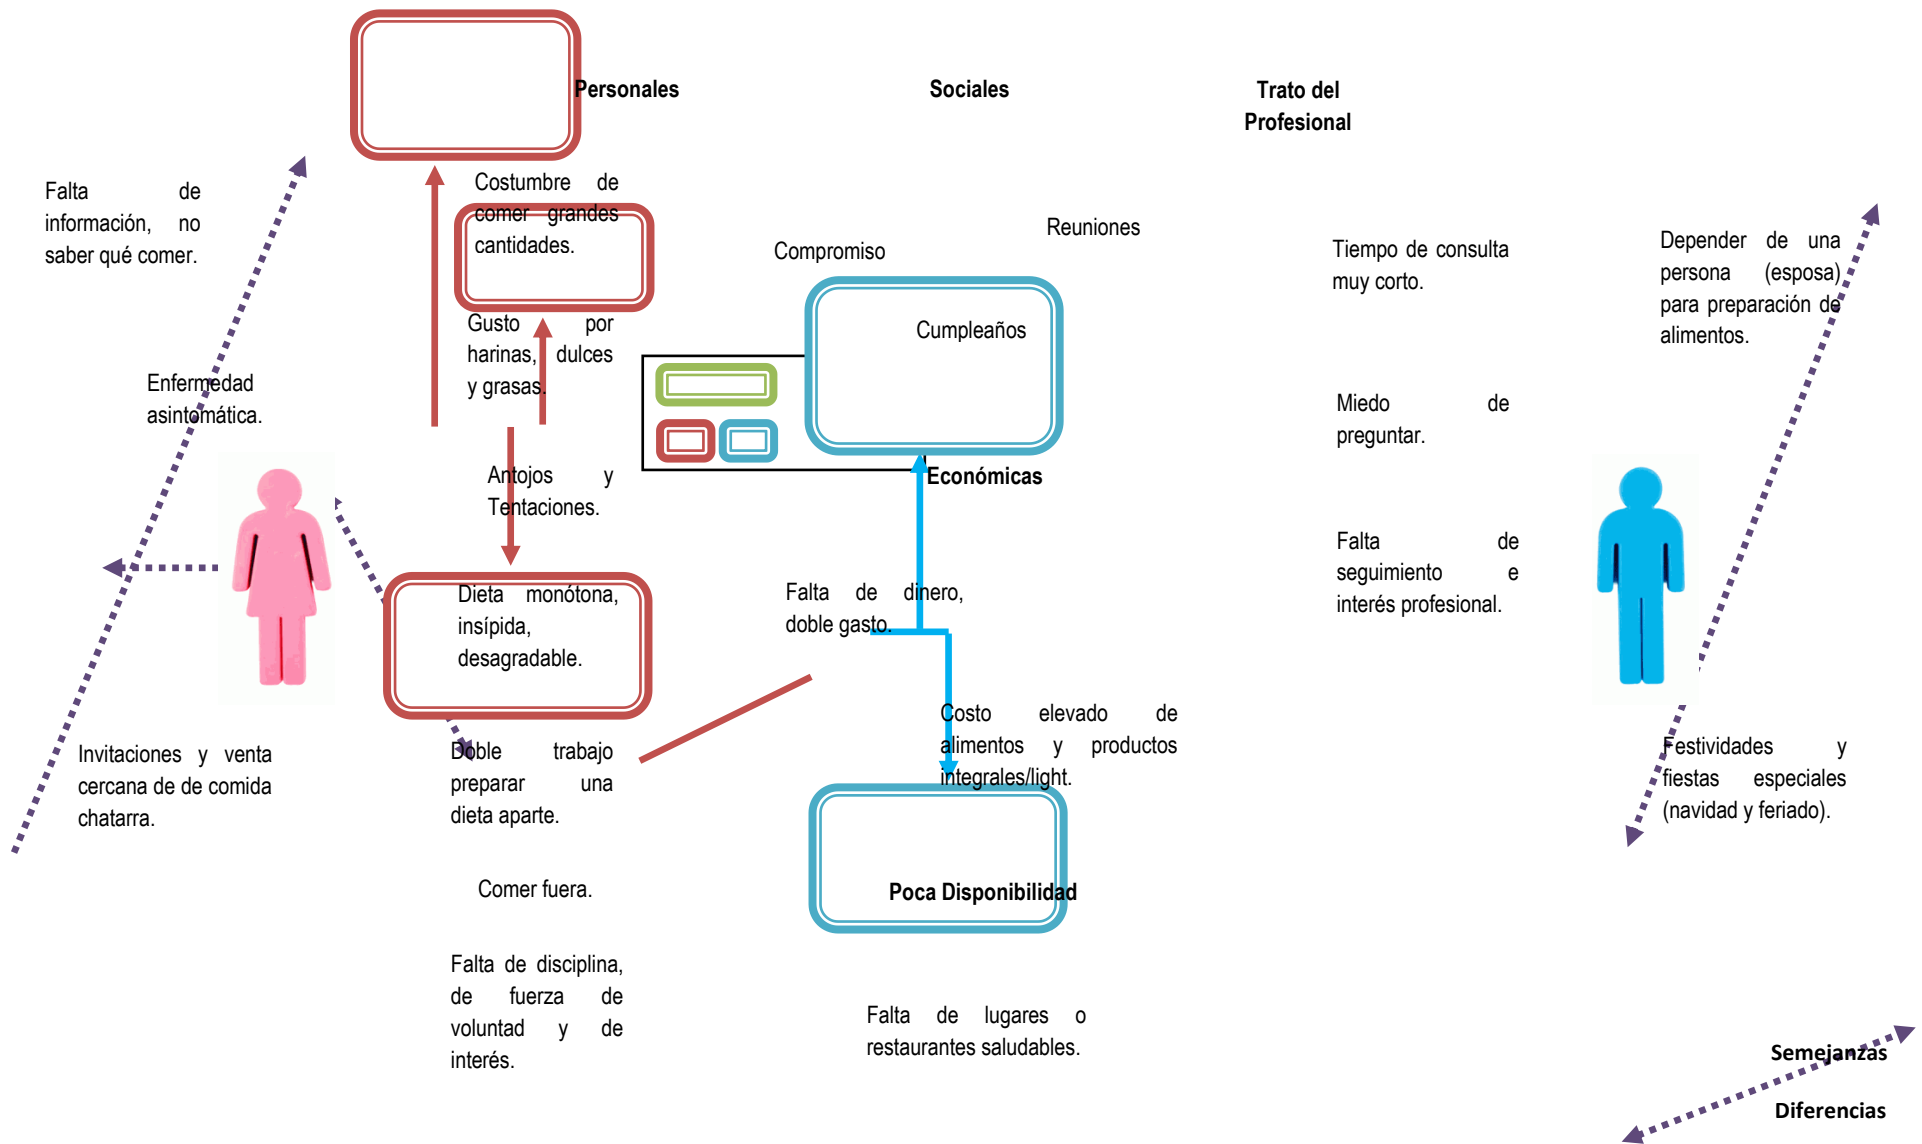 Personales
Sociales
Trato del
Profesional
Falta de
información, no
saber qué comer.
Enfermedad
asintomática.
Invitaciones y venta
cercana de de comida
chatarra.
Costumbre de
comer grandes
cantidades.
Gusto por
harinas, dulces
y grasas.
Antojos y
Tentaciones.
Dieta monótona,
insípida,
desagradable.
Doble trabajo
preparar una
dieta aparte.
Comer fuera.
Falta de disciplina,
de fuerza de
voluntad y de
interés.
Compromiso
Reuniones
Cumpleaños
Económicas
Falta de dinero,
doble gasto.
Costo elevado de
alimentos y productos
integrales/light.
Poca Disponibilidad
Falta de lugares o
restaurantes saludables.
Tiempo de consulta
muy corto.
Miedo de
preguntar.
Falta de
seguimiento e
interés profesional.
Depender de una
persona (esposa)
para preparación de
alimentos.
Festividades y
fiestas especiales
(navidad y feriado).
Semejanzas
Diferencias